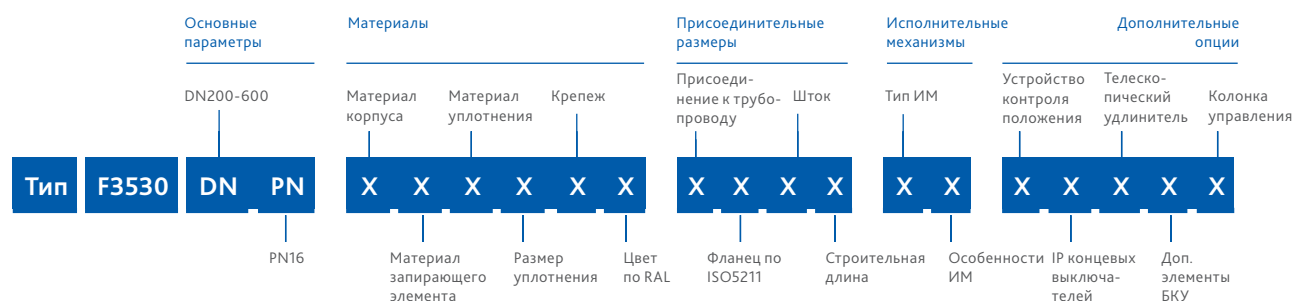 Основные
параметры
Материалы
Присоединительные
размеры
Исполнительные
механизмы
Дополнительные
опции
DN200-600
Материал
корпуса
Материал
уплотнения
Крепеж
Присоеди-
нение к трубо-
проводу
Шток
Тип ИМ
Устройство
контроля
положения
Телеско-
пический
удлинитель
Колонка
управления
Тип F3530 DN PN X X X X X X X X X X X X X X X X X
PN16
Материал
запирающего
элемента
Размер
уплотнения
Цвет
по RAL
Фланец по
ISO5211
Строительная
длина
Особенности
ИМ
IP концевых
выключа-
телей
Доп.
элементы
БКУ